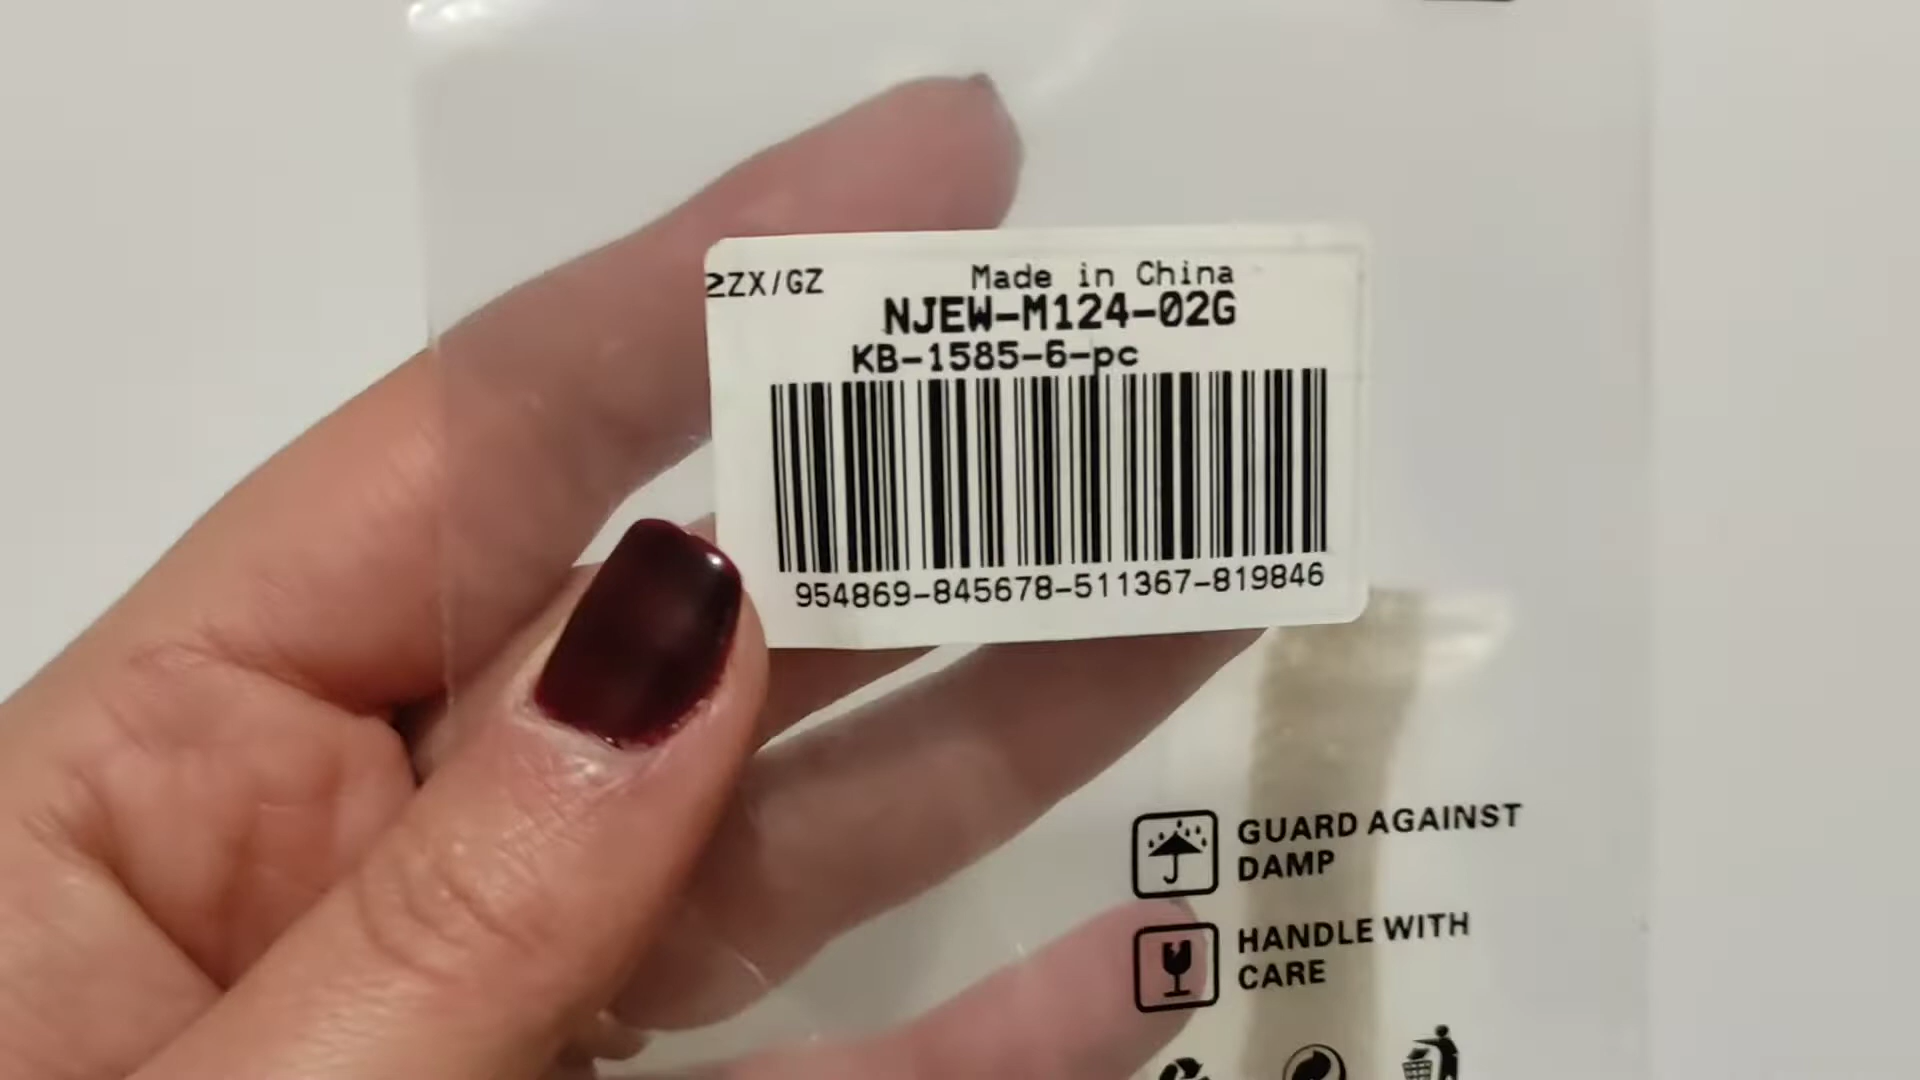 ZZX/GZ
Made in China
NJEW-M124-02G
KB-1585-6-pc
954869-845678-511367-819846
GUARD AGAINST
DAMP
HANDLE WITH
CARE